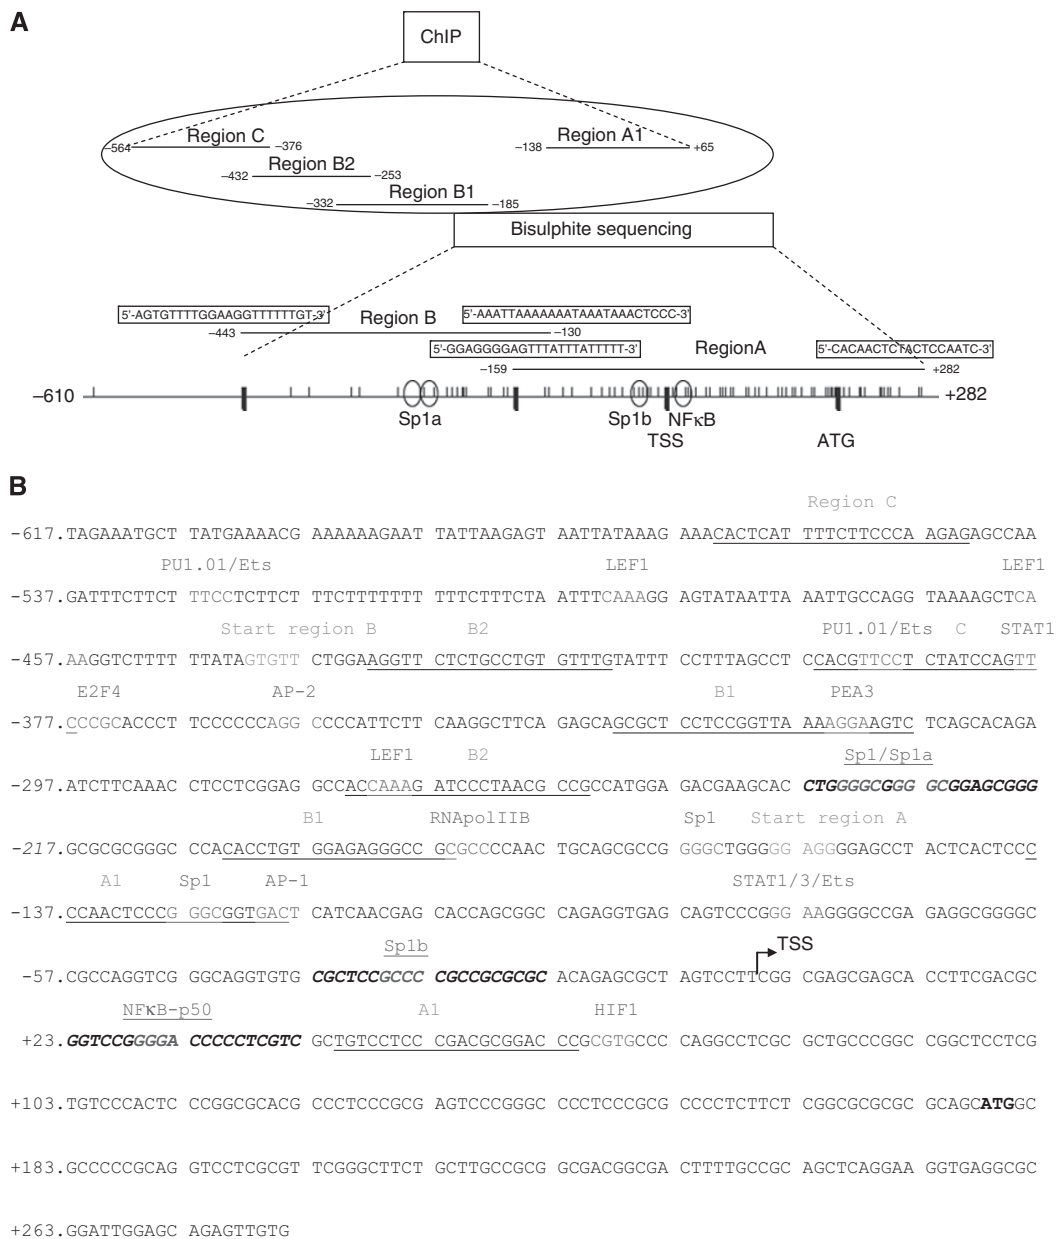 A
ChIP
Region C
Region A1
–564
–376
–138
+65
Region B2
–432
–253
Region B1
–332
–185
Bisulphite sequencing
5'-AGTGTTTTGGAAGGTTTTTTGT-3'
Region B
5'-AAATTAAAAAAATAAATAAACTCCC-3'
–443
–130
5'-GGAGGGGAGTTTATTTATTTTT-3'
RegionA
5'-CACAACTCTACTCCAATC-3'
–159
+282
–610
+282
Sp1a
Sp1b
NFκB
TSS
ATG
B
Region C
-617.TAGAAATGCT TATGAAAACG AAAAAAGAAT TATTAAGAGT AATTATAAAG AAACACTCAT TTTCTTCCCA AGAGAGCCAA
PU1.01/Ets LEF1 LEF1
-537.GATTTCTTCT TTCCTCTTCT TTCTTTTTTT TTTCTTTCTA ATTTCAAAGG AGTATAATTA AATTGCCAGG TAAAAGCTCA
Start region B B2 PU1.01/Ets C STAT1
-457.AAGGTCTTTT TTATAGTGTT CTGGAAGGTT CTCTGCCTGT GTTTGTATTT CCTTTAGCCT CCACGTTCCT CTATCCAGTT
E2F4 AP-2 B1 PEA3
-377.CCCGCACCCT TCCCCCCAGG CCCCATTCTT CAAGGCTTCA GAGCAGCGCT CCTCCGGTTA AAAAGGAAGTC TCAGCACAGA
LEF1 B2 Sp1/Sp1a
-297.ATCTTCAAAC CTCCTCGGAG GCCACCAAAG ATCCCTAACG CCGCCATGGA GACGAAGCAC CTGGGGCGGG GCGGAGCGGG
B1 RNApolIIB Sp1 Start region A
-217.GCGCGCGGGC CCACACCTGT GGAGAGGGCCG CGCCCCAAC TGCAGCGCCG GGGCTGGGGG AGGGGAGCCT ACTCACTCCC
A1 Sp1 AP-1 STAT1/3/Ets
-137.CCAACTCCCG GGCGGTGACT CATCAACGAG CACCAGCGGC CAGAGGTGAG CAGTCCCGGG AAGGGGCCGA GAGGCGGGGC
Sp1b TSS
-57.CGCCAGGTCG GGCAGGTGTG CGCTCCGCCC CGCCGCGCGC ACAGAGCGCT AGTCCTTCGG CGAGCGAGCA CCTTCGACGC
NFκB-p50 A1 HIF1
+23.GGTCCGGGGA CCCCCTCGTC GCTGTCCTCC CGACGCGGAC CCGCGTGCCC CAGGCCTCGC GCTGCCCGGC CGGCTCCTCG
+103.TGTCCCACTC CCGGCGCACG CCCTCCCGCG AGTCCCGGGC CCCTCCCGCG CCCCTCTTCT CGGCGCGCGC GCAGCATGGC
+183.GCCCCCGCAG GTCCTCGCGT TCGGGCTTCT GCTTGCCGCG GCGACGGCGA CTTTTGCCGC AGCTCAGGAA GGTGAGGCGC
+263.GGATTGGAGC AGAGTTGTG